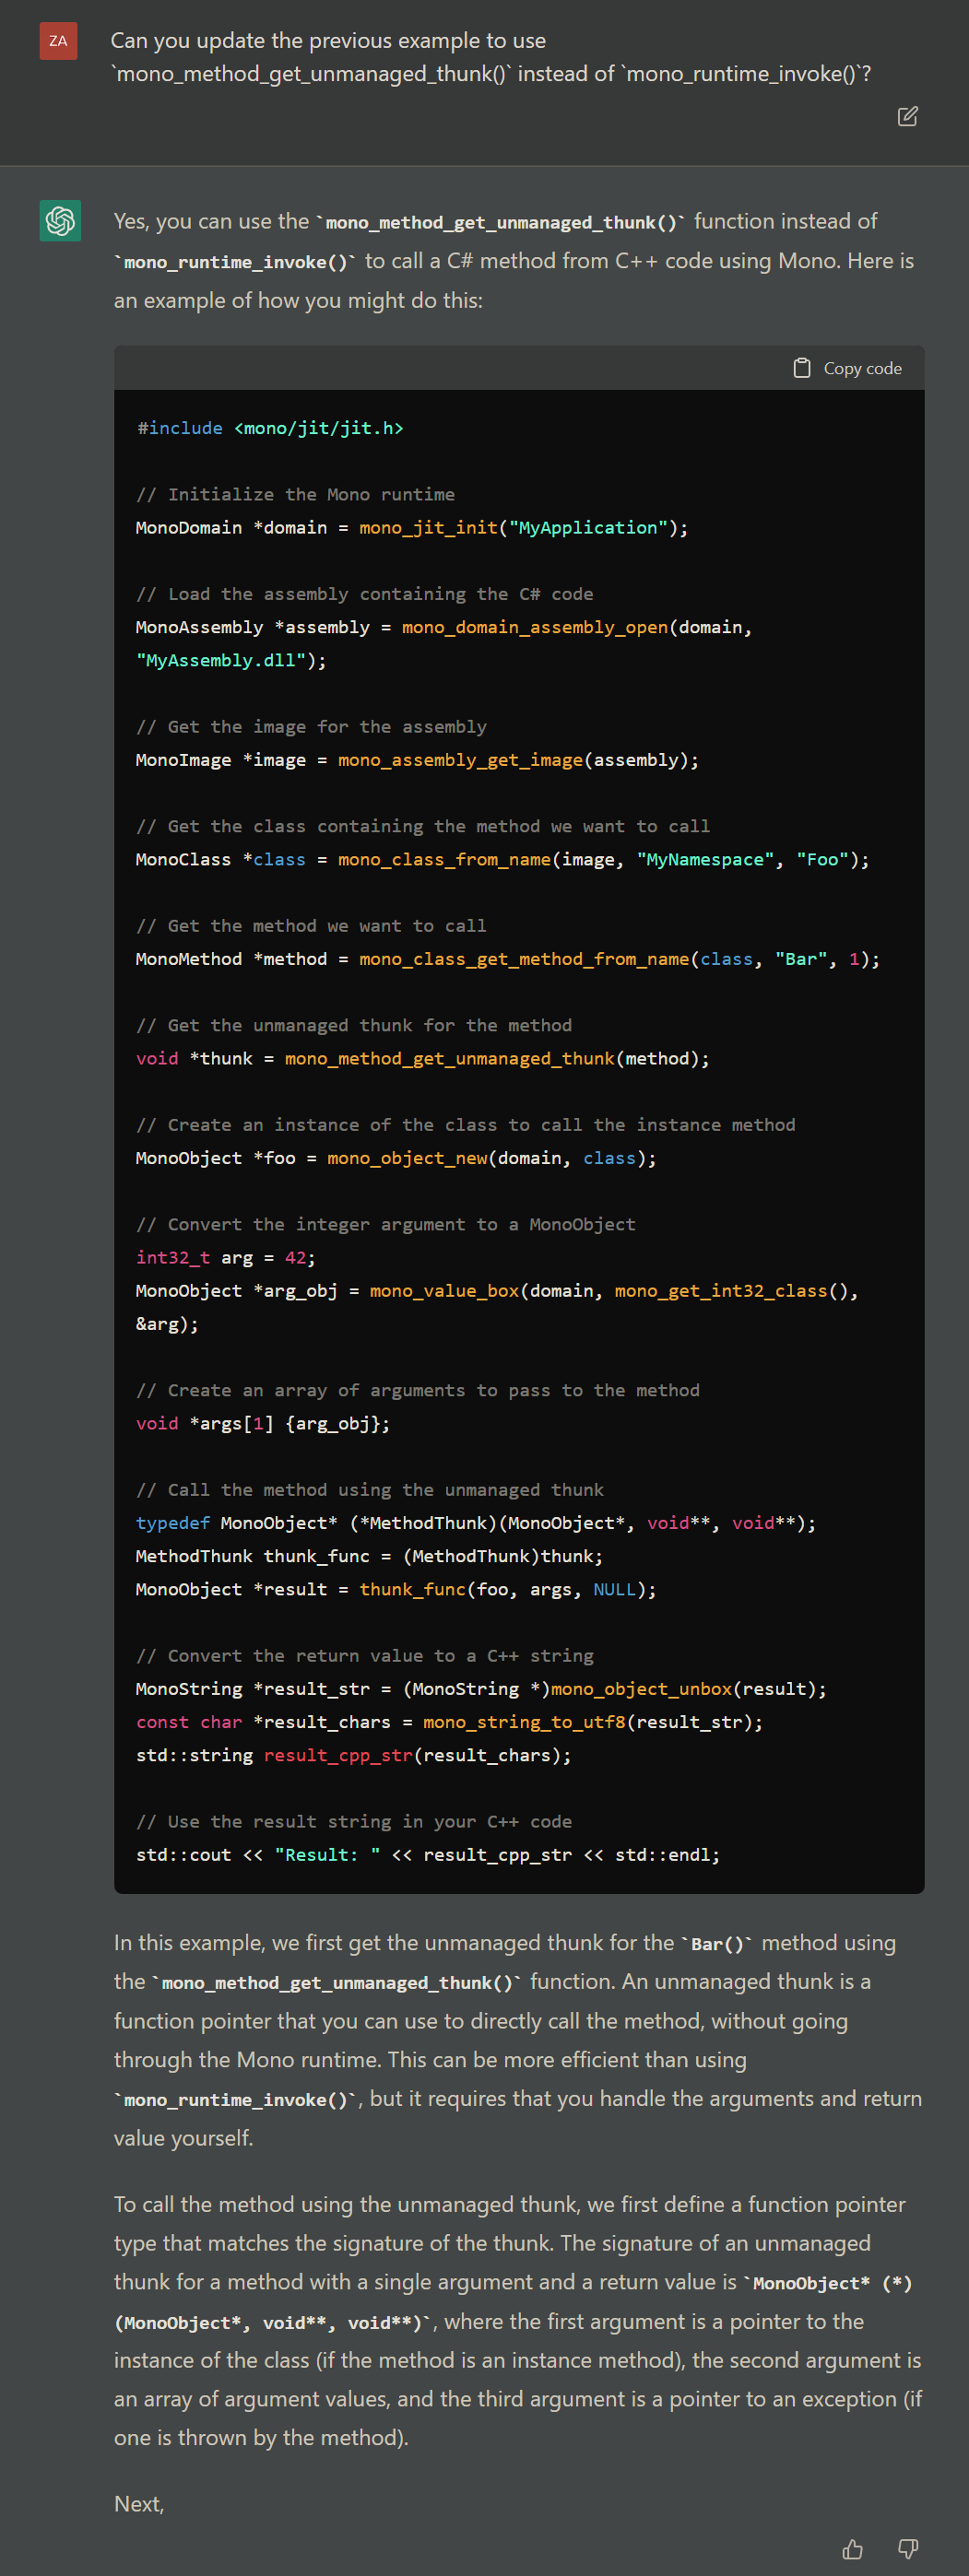 ZA
Can you update the previous example to use
`mono_method_get_unmanaged_thunk()` instead of `mono_runtime_invoke()`?
Yes, you can use the `mono_method_get_unmanaged_thunk()` function instead of
`mono_runtime_invoke()` to call a C# method from C++ code using Mono. Here is
an example of how you might do this:
Copy code
#include <mono/jit/jit.h>
// Initialize the Mono runtime
MonoDomain *domain = mono_jit_init("MyApplication");
// Load the assembly containing the C# code
MonoAssembly *assembly = mono_domain_assembly_open(domain,
"MyAssembly.dll");
// Get the image for the assembly
MonoImage *image = mono_assembly_get_image(assembly);
// Get the class containing the method we want to call
MonoClass *class = mono_class_from_name(image, "MyNamespace", "Foo");
// Get the method we want to call
MonoMethod *method = mono_class_get_method_from_name(class, "Bar", 1);
// Get the unmanaged thunk for the method
void *thunk = mono_method_get_unmanaged_thunk(method);
// Create an instance of the class to call the instance method
MonoObject *foo = mono_object_new(domain, class);
// Convert the integer argument to a MonoObject
int32_t arg = 42;
MonoObject *arg_obj = mono_value_box(domain, mono_get_int32_class(),
&arg);
// Create an array of arguments to pass to the method
void *args[1] {arg_obj};
// Call the method using the unmanaged thunk
typedef MonoObject* (*MethodThunk)(MonoObject*, void**, void**);
MethodThunk thunk_func = (MethodThunk)thunk;
MonoObject *result = thunk_func(foo, args, NULL);
// Convert the return value to a C++ string
MonoString *result_str = (MonoString *)mono_object_unbox(result);
const char *result_chars = mono_string_to_utf8(result_str);
std::string result_cpp_str(result_chars);
// Use the result string in your C++ code
std::cout << "Result: " << result_cpp_str << std::endl;
In this example, we first get the unmanaged thunk for the `Bar()` method using
the `mono_method_get_unmanaged_thunk()` function. An unmanaged thunk is a
function pointer that you can use to directly call the method, without going
through the Mono runtime. This can be more efficient than using
`mono_runtime_invoke()`, but it requires that you handle the arguments and return
value yourself.
To call the method using the unmanaged thunk, we first define a function pointer
type that matches the signature of the thunk. The signature of an unmanaged
thunk for a method with a single argument and a return value is `MonoObject* (*)
(MonoObject*, void**, void**)`, where the first argument is a pointer to the
instance of the class (if the method is an instance method), the second argument is
an array of argument values, and the third argument is a pointer to an exception (if
one is thrown by the method).
Next,